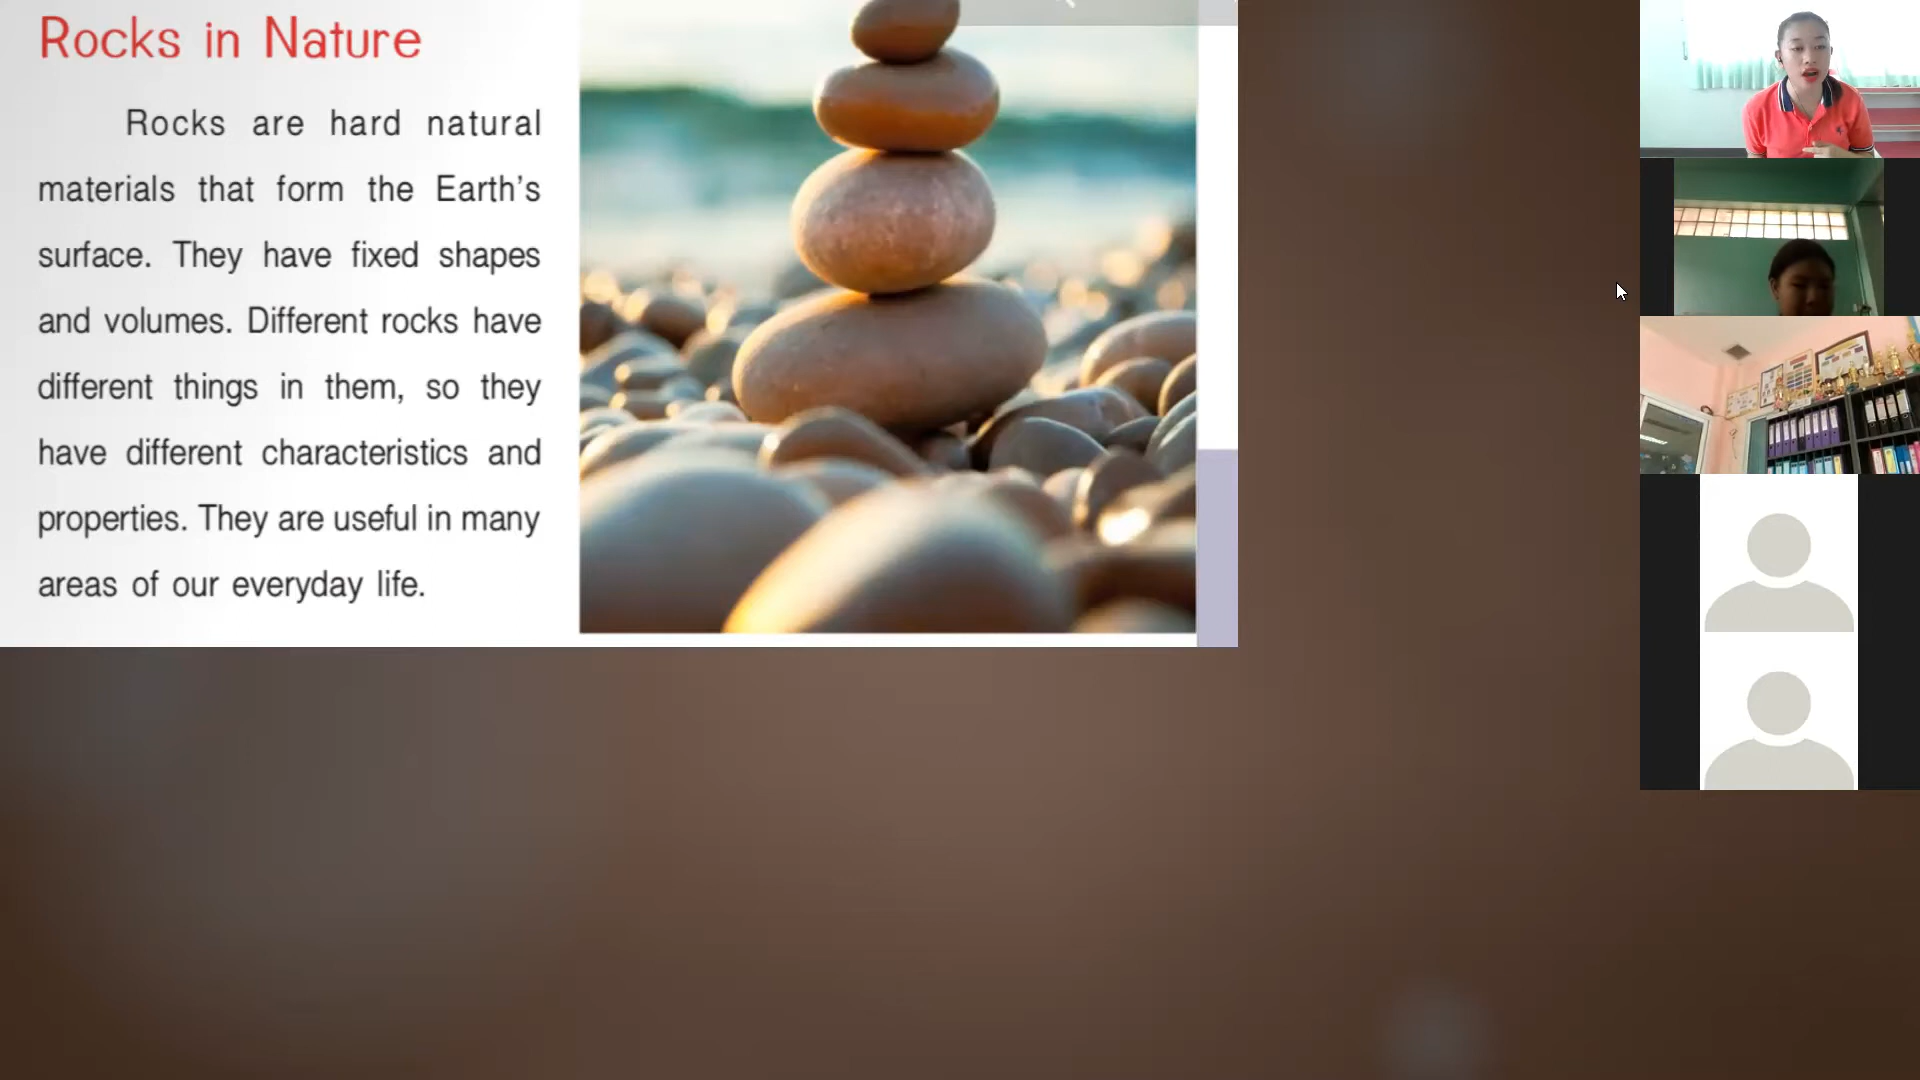 Rocks in Nature
Rocks are hard natural
materials that form the Earth’s
surface. They have fixed shapes
and volumes. Different rocks have
different things in them, so they
have different characteristics and
properties. They are useful in many
areas of our everyday life.